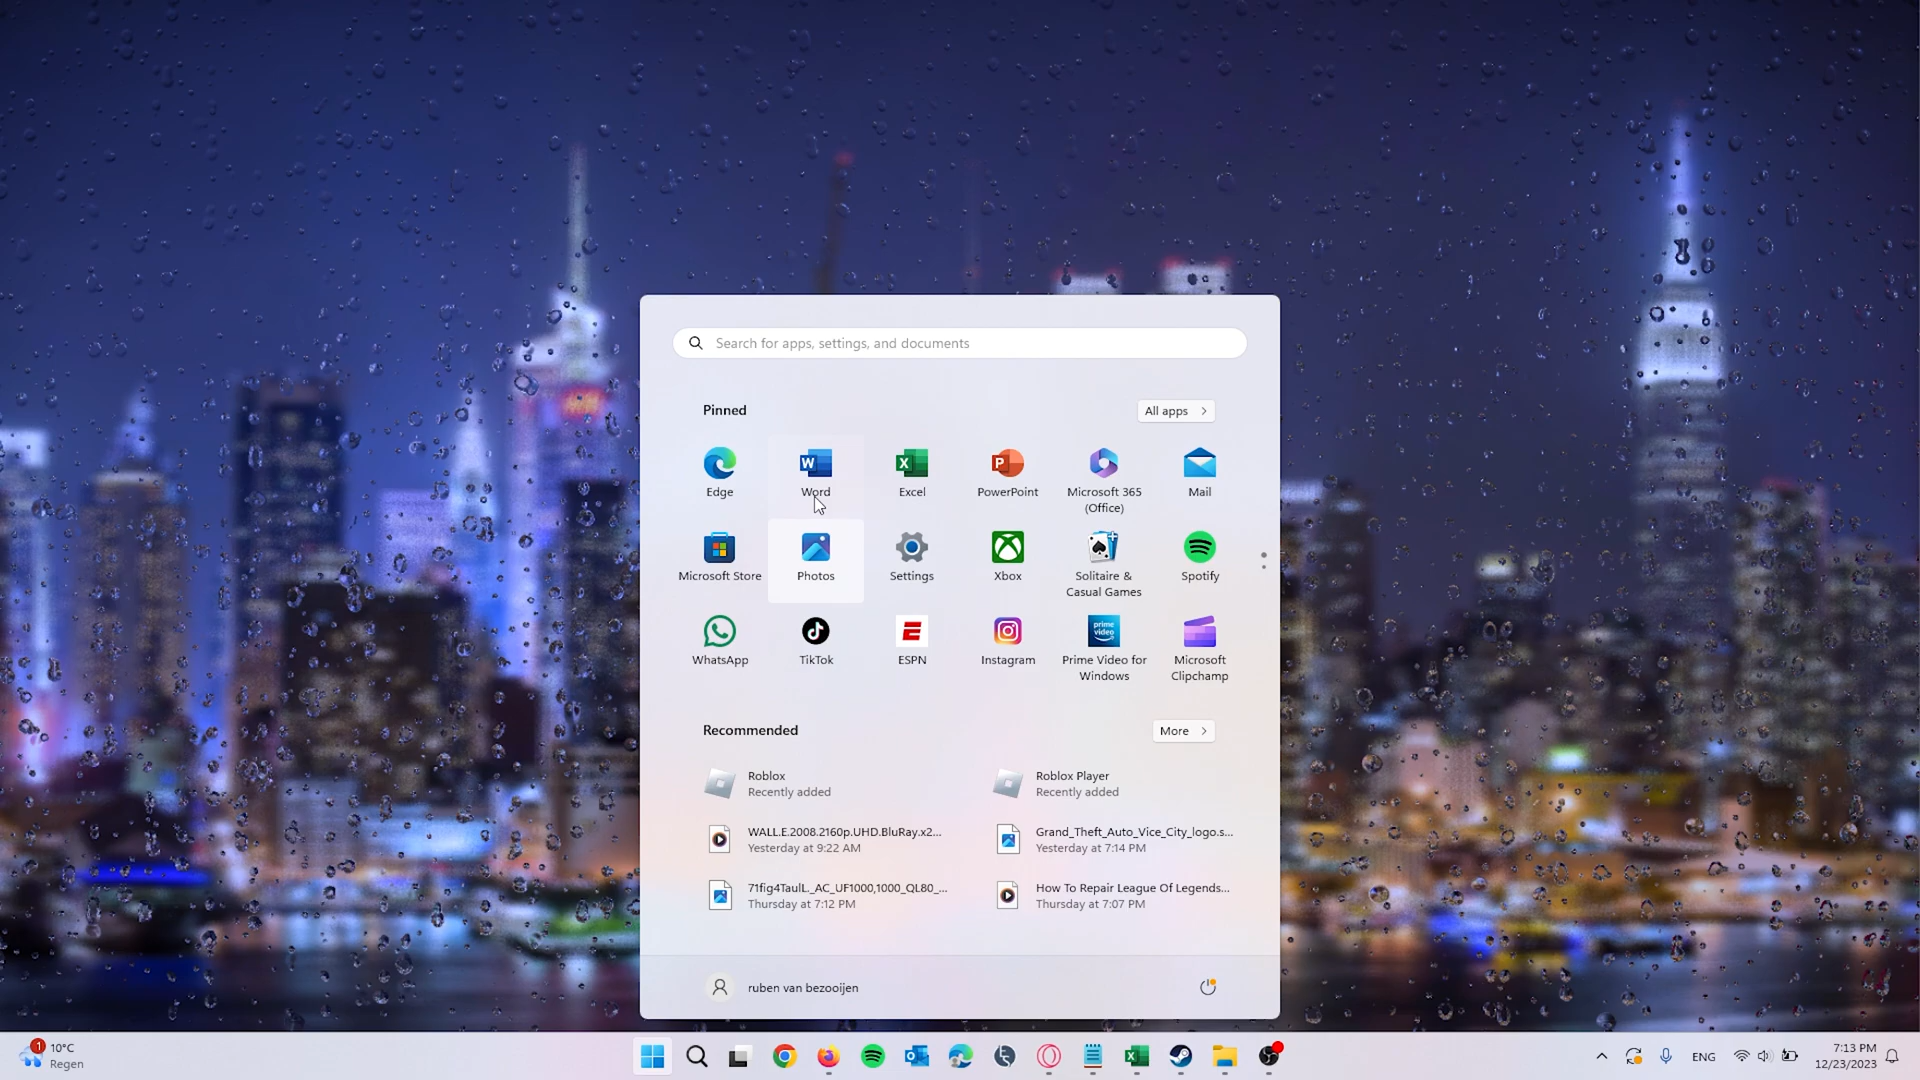 Search for apps, settings, and documents
Pinned
All apps
Edge
Word
Excel
PowerPoint
Microsoft 365
(Office)
Mail
Microsoft Store
Photos
Settings
Xbox
Solitaire &
Casual Games
Spotify
WhatsApp
TikTok
ESPN
Instagram
prime
video
Prime Video for
Windows
Microsoft
Clipchamp
Recommended
More
Roblox
Recently added
Roblox Player
Recently added
WALL.E.2008.2160p.UHD.BluRay.x2...
Yesterday at 9:22 AM
Grand_Theft_Auto_Vice_City_logo.s...
Yesterday at 7:14 PM
71fig4TaulL._AC_UF1000,1000_QL80_...
Thursday at 7:12 PM
How To Repair League Of Legends...
Thursday at 7:07 PM
ruben van bezooijen
1
10°C
Regen
ENG
7:13 PM
12/23/2023